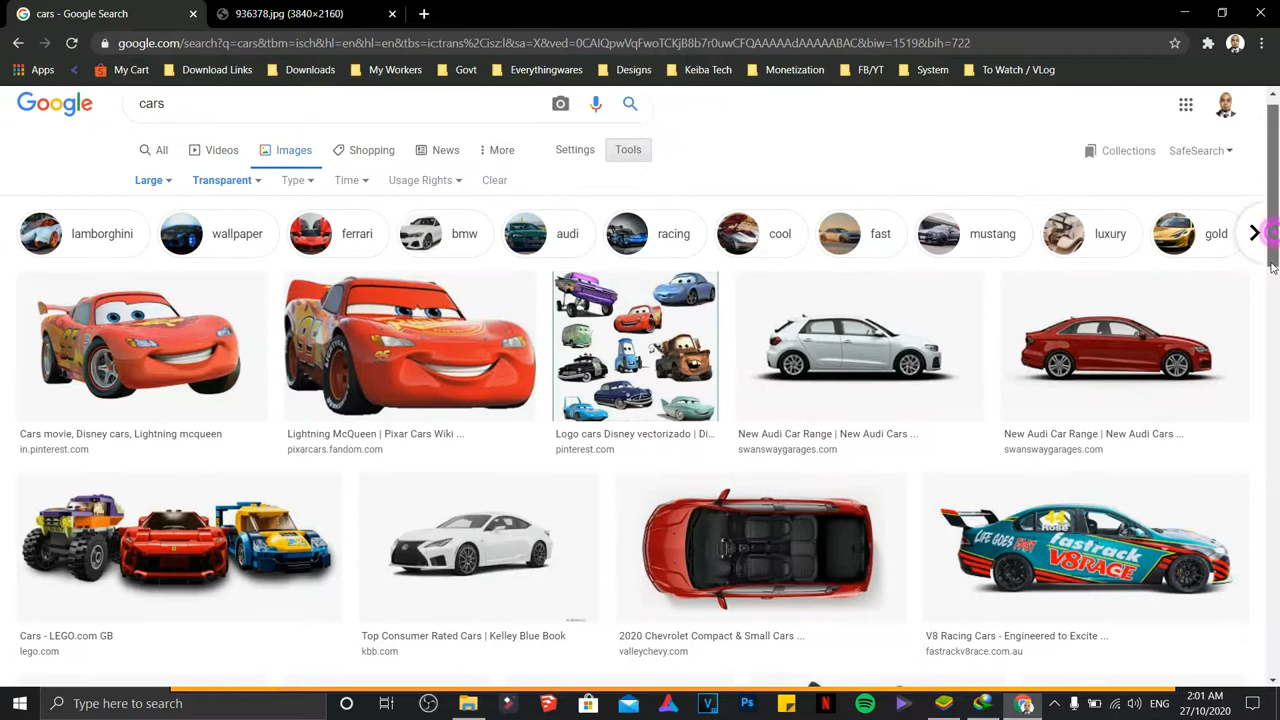 cars - Google Search
936378.jpg (3840×2160)
google.com/search?q=cars&tbm=isch&hl=en&hl=en&tbs=ic:trans%2Cisz:l&sa=X&ved=0CAIQpwVqFwoTCKjB8b7r0uwCFQAAAAAdAAAAABAC&biw=1519&bih=722
Apps My Cart Download Links Downloads My Workers Govt Everythingware Designs Keiba Tech Monetization FB/YT System To Watch / VLog
Google cars
All Videos Images Shopping News More Settings Tools Collections SafeSearch
Large Transparent Type Time Usage Rights Clear
lamborghini wallpaper ferrari bmw audi racing cool fast mustang luxury gold
95
Cars movie, Disney cars, Lightning mcqueen
in.pinterest.com
Lightning McQueen | Pixar Cars Wiki ...
pixarcars.fandom.com
Logo cars Disney vectorizado | Di...
pinterest.com
New Audi Car Range | New Audi Cars ...
swanswaygarages.com
New Audi Car Range | New Audi Cars ...
swanswaygarages.com
LIFE GOES FAST
fastrack
V8RACE
Cars - LEGO.com GB
lego.com
Top Consumer Rated Cars | Kelley Blue Book
kbb.com
2020 Chevrolet Compact & Small Cars ...
valleychevy.com
V8 Racing Cars - Engineered to Excite ...
fastrackv8race.com.au
Type here to search
Ps
2:01 AM
27/10/2020